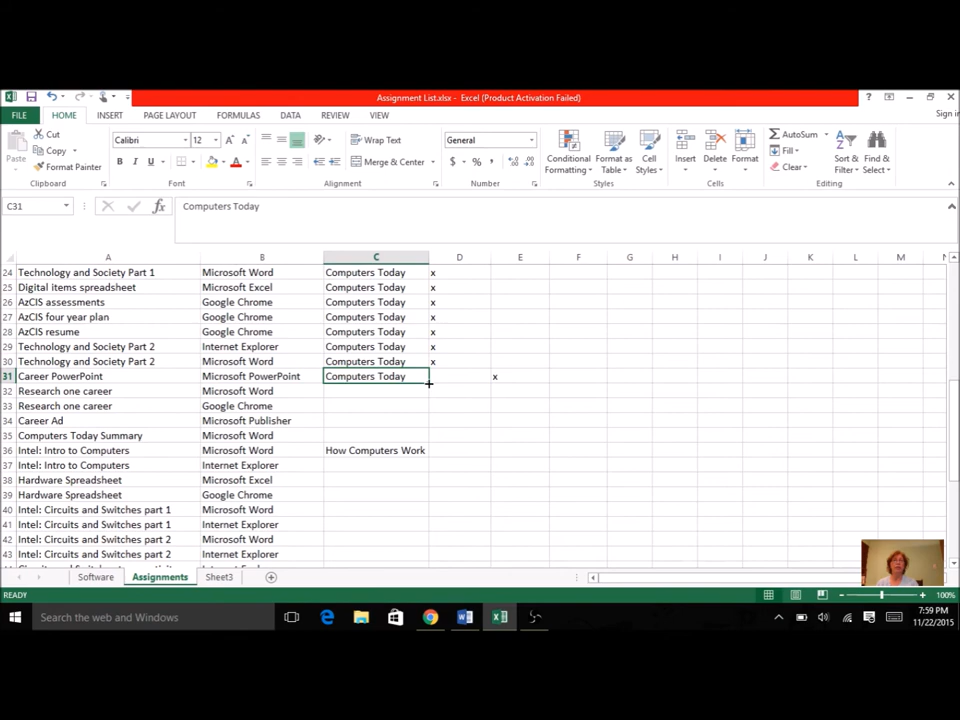 Assignment List.xlsx - Excel (Product Activation Failed)
FILE HOME INSERT PAGE LAYOUT FORMULAS DATA REVIEW VIEW Sign in
Paste Cut Copy Format Painter
Clipboard
Calibri 12 A A
B I U A
Font
Wrap Text
Merge & Center
Alignment
General
$ % ,
Number
Conditional Formatting Format as Table Cell Styles
Styles
Insert Delete Format
Cells
AutoSum Fill Clear
Sort & Filter Find & Select
Editing
C31 fx Computers Today
A B C D E F G H I J K L M N
24 Technology and Society Part 1 Microsoft Word Computers Today x
25 Digital items spreadsheet Microsoft Excel Computers Today x
26 AzCIS assessments Google Chrome Computers Today x
27 AzCIS four year plan Google Chrome Computers Today x
28 AzCIS resume Google Chrome Computers Today x
29 Technology and Society Part 2 Internet Explorer Computers Today x
30 Technology and Society Part 2 Microsoft Word Computers Today x
31 Career PowerPoint Microsoft PowerPoint Computers Today x
32 Research one career Microsoft Word
33 Research one career Google Chrome
34 Career Ad Microsoft Publisher
35 Computers Today Summary Microsoft Word
36 Intel: Intro to Computers Microsoft Word How Computers Work
37 Intel: Intro to Computers Internet Explorer
38 Hardware Spreadsheet Microsoft Excel
39 Hardware Spreadsheet Google Chrome
40 Intel: Circuits and Switches part 1 Microsoft Word
41 Intel: Circuits and Switches part 1 Internet Explorer
42 Intel: Circuits and Switches part 2 Microsoft Word
43 Intel: Circuits and Switches part 2 Internet Explorer
Software Assignments Sheet3
READY 100%
Search the web and Windows
7:59 PM
11/22/2015